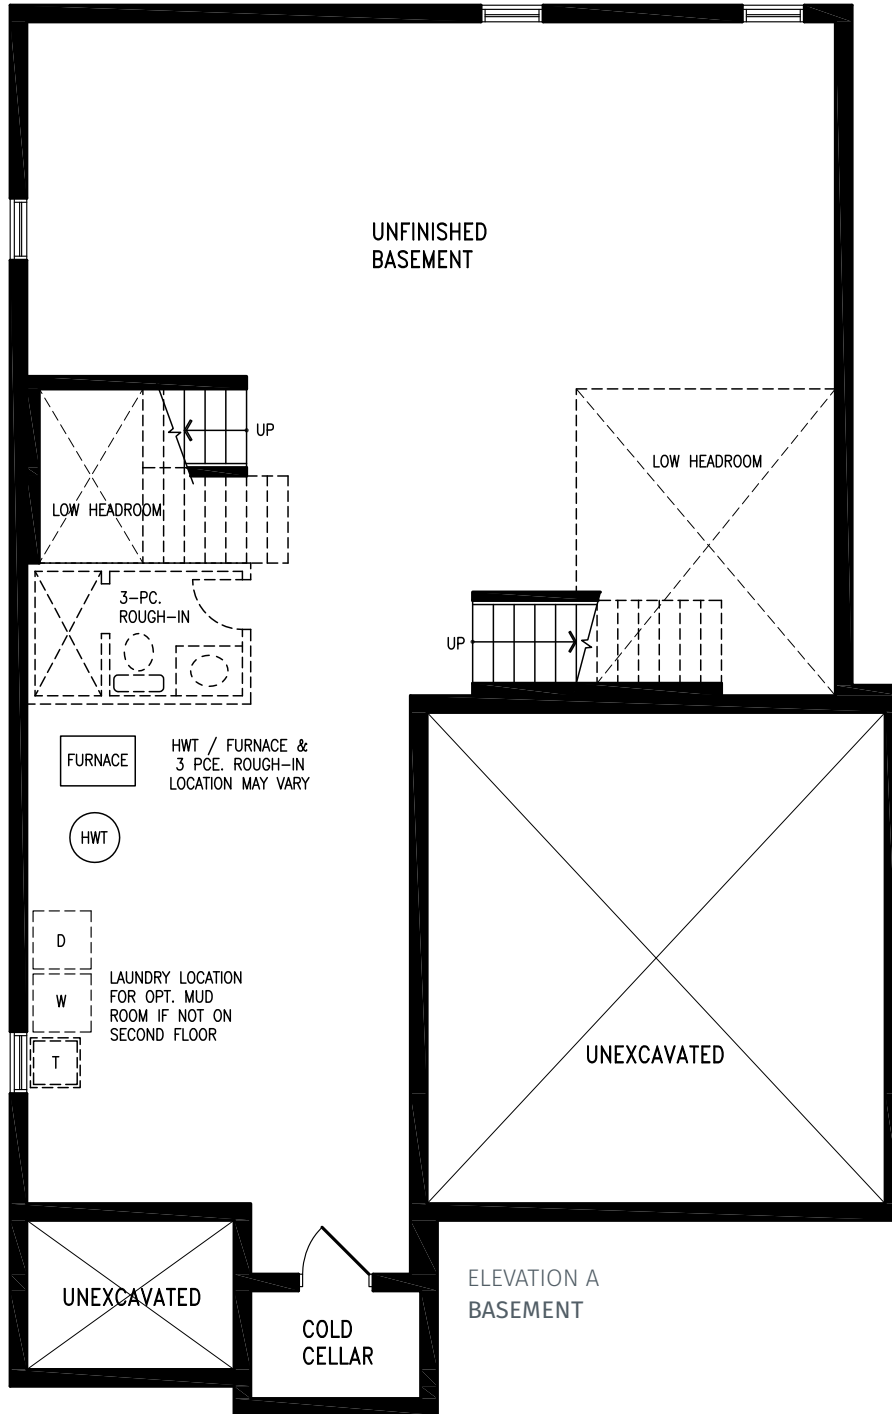 UNFINISHED
BASEMENT
UP
LOW HEADROOM
LOW HEADROOM
3-PC.
ROUGH-IN
UP
FURNACE
HWT / FURNACE &
3 PCE. ROUGH-IN
LOCATION MAY VARY
HWT
D
W
T
LAUNDRY LOCATION
FOR OPT. MUD
ROOM IF NOT ON
SECOND FLOOR
UNEXCAVATED
UNEXCAVATED
COLD
CELLAR
ELEVATION A
BASEMENT